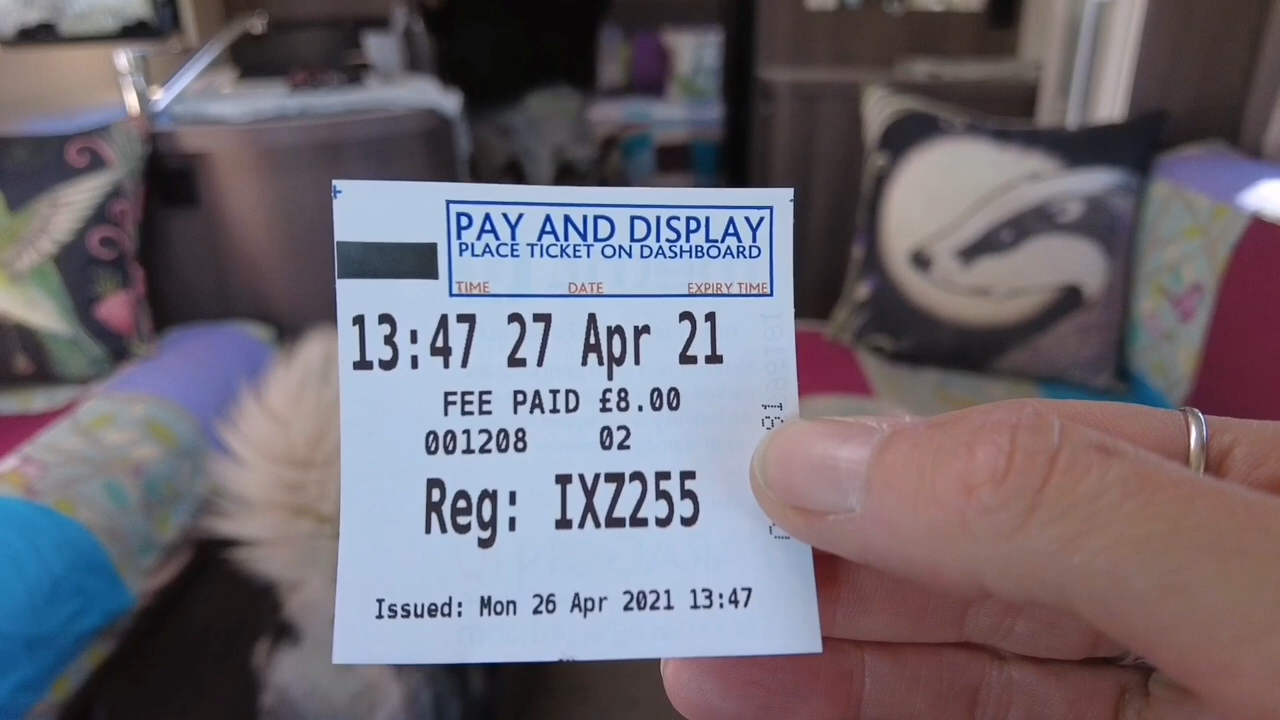 PAY AND DISPLAY
PLACE TICKET ON DASHBOARD
TIME DATE EXPIRY TIME
13:47 27 Apr 21
FEE PAID £8.00
001208 02
Reg: IXZ255
Issued: Mon 26 Apr 2021 13:47